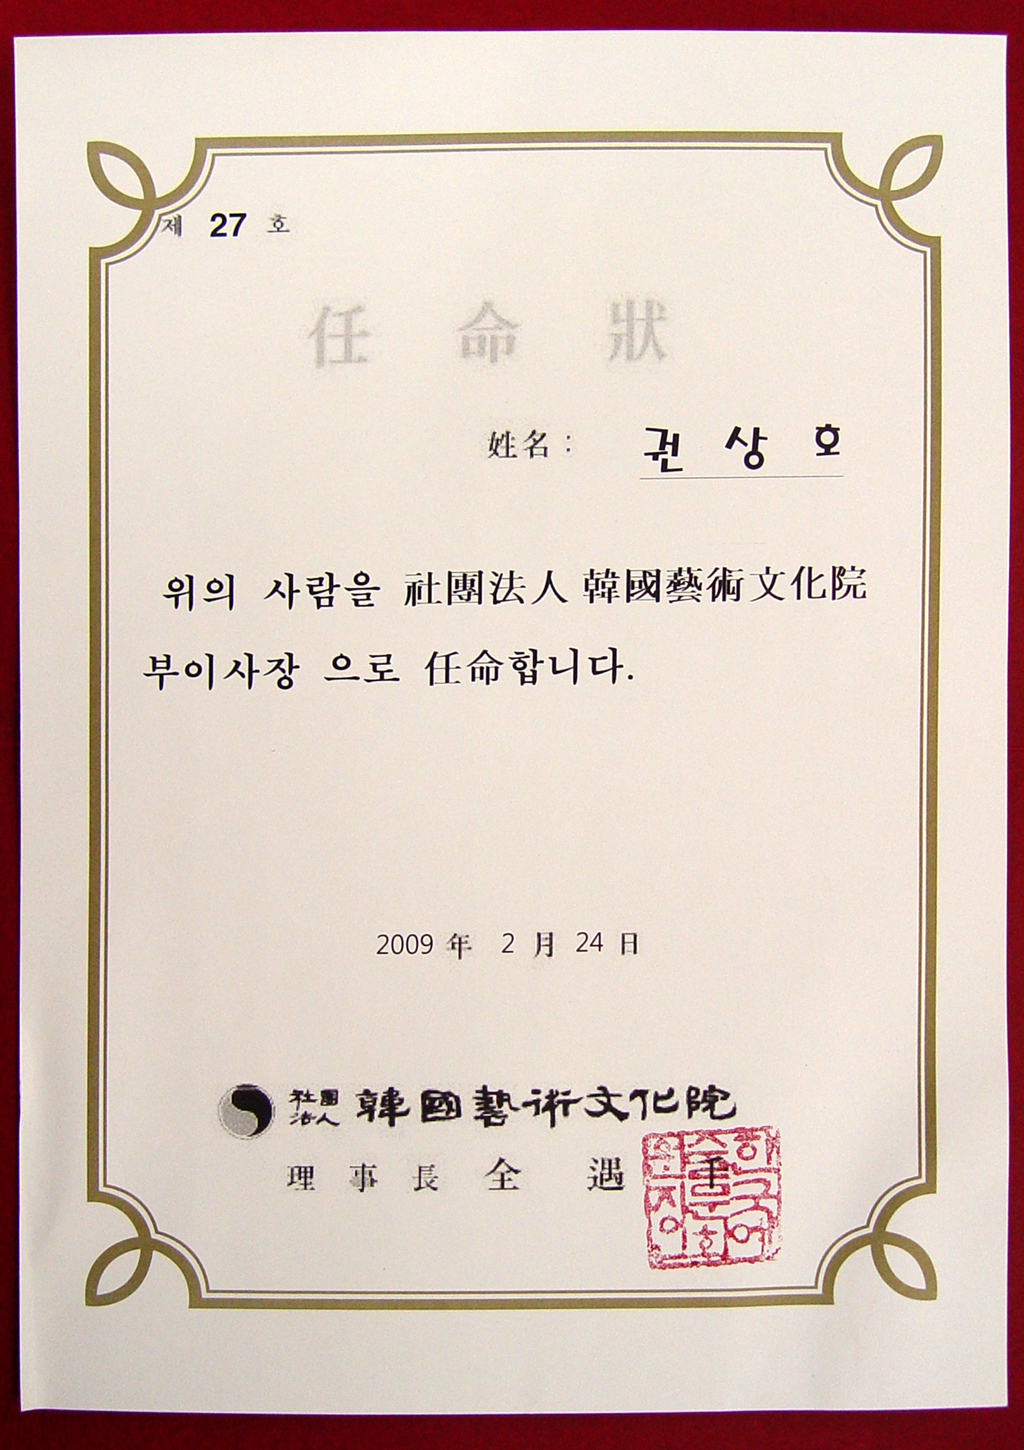 제 27 호
任命狀
姓名 : 권상호
위의 사람을 社團法人 韓國藝術文化院
부이사장 으로 任命합니다.
2009 年 2 月 24 日
社團法人 韓國藝術文化院
理事長 全遇